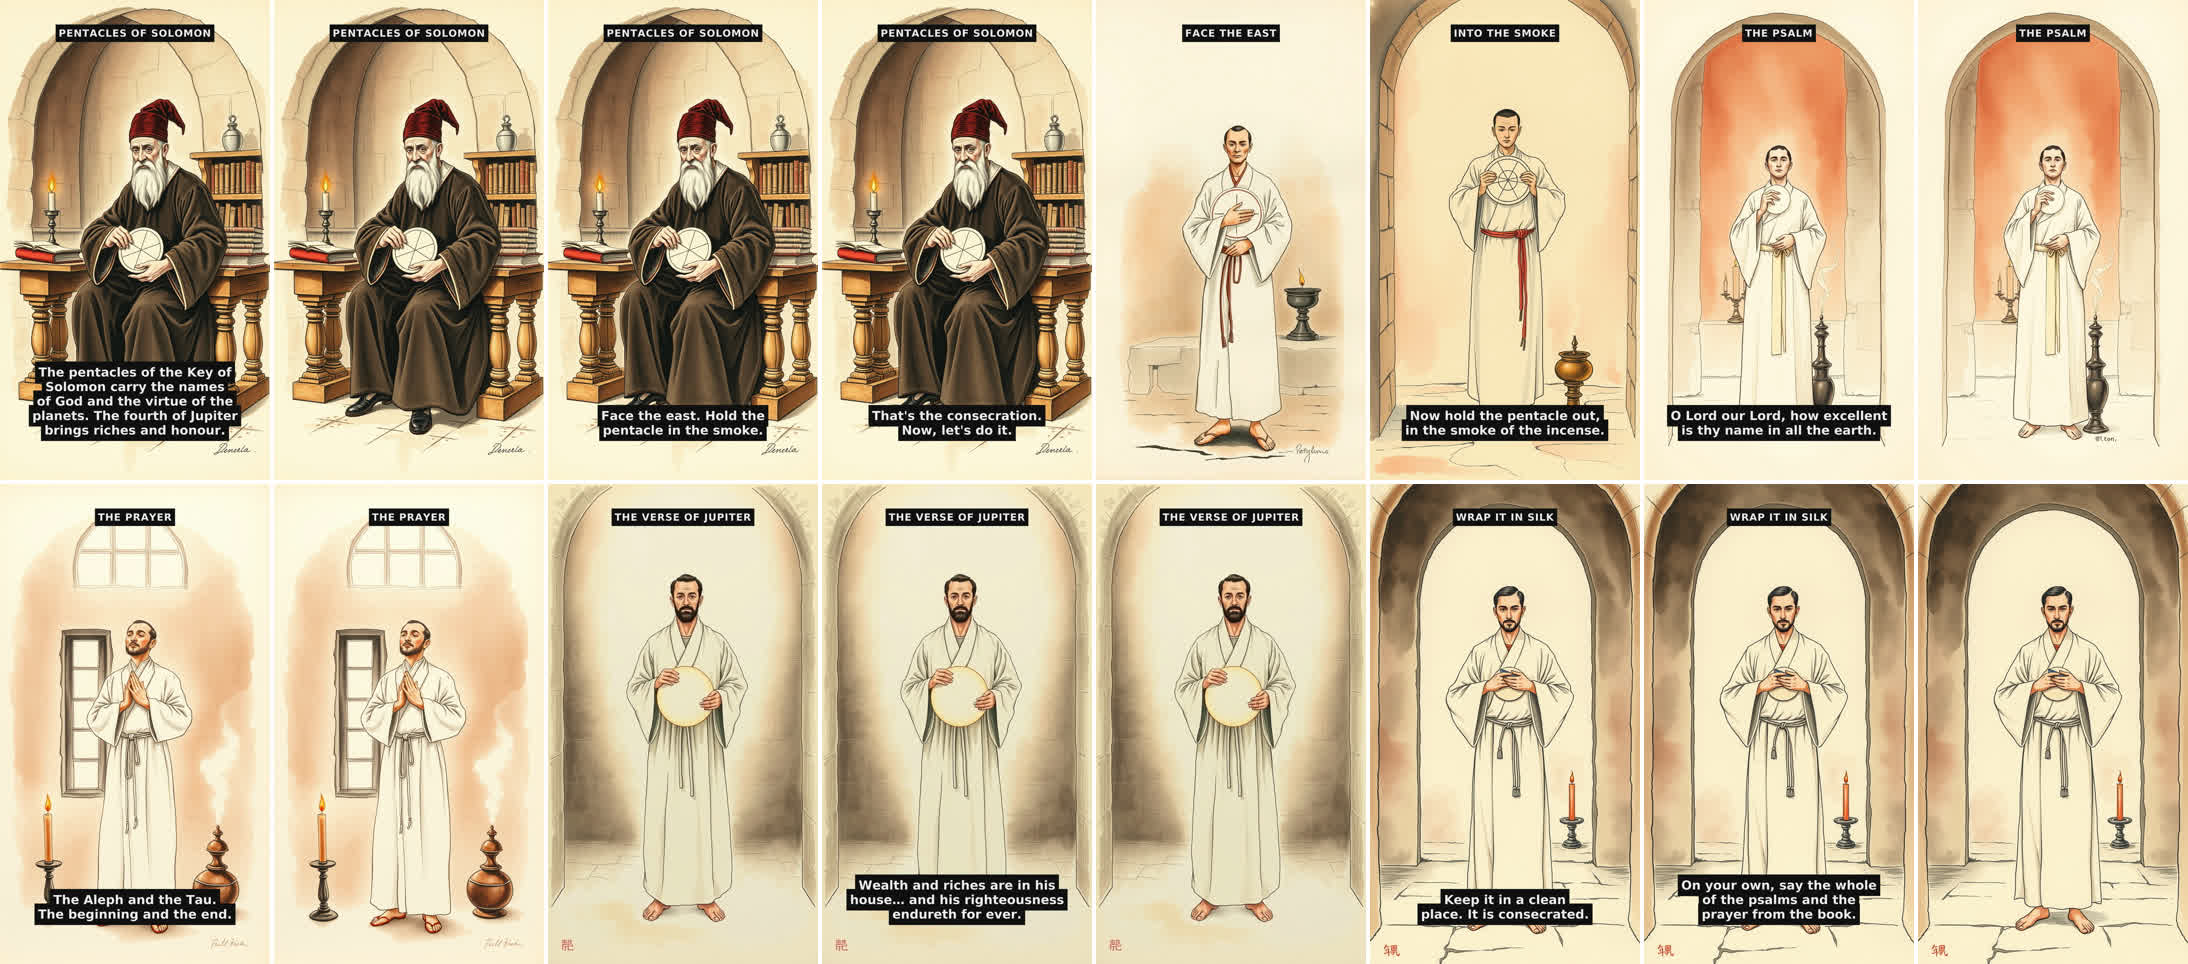 PENTACLES OF SOLOMON
The pentacles of the Key of
Solomon carry the names
of God and the virtue of the
planets. The fourth of Jupiter
brings riches and honour.
PENTACLES OF SOLOMON
PENTACLES OF SOLOMON
Face the east. Hold the
pentacle in the smoke.
PENTACLES OF SOLOMON
That's the consecration.
Now, let's do it.
FACE THE EAST
INTO THE SMOKE
Now hold the pentacle out,
in the smoke of the incense.
THE PSALM
O Lord our Lord, how excellent
is thy name in all the earth.
THE PSALM
THE PRAYER
The Aleph and the Tau.
The beginning and the end.
THE PRAYER
THE VERSE OF JUPITER
THE VERSE OF JUPITER
Wealth and riches are in his
house... and his righteousness
endureth for ever.
THE VERSE OF JUPITER
WRAP IT IN SILK
Keep it in a clean
place. It is consecrated.
WRAP IT IN SILK
On your own, say the whole
of the psalms and the
prayer from the book.